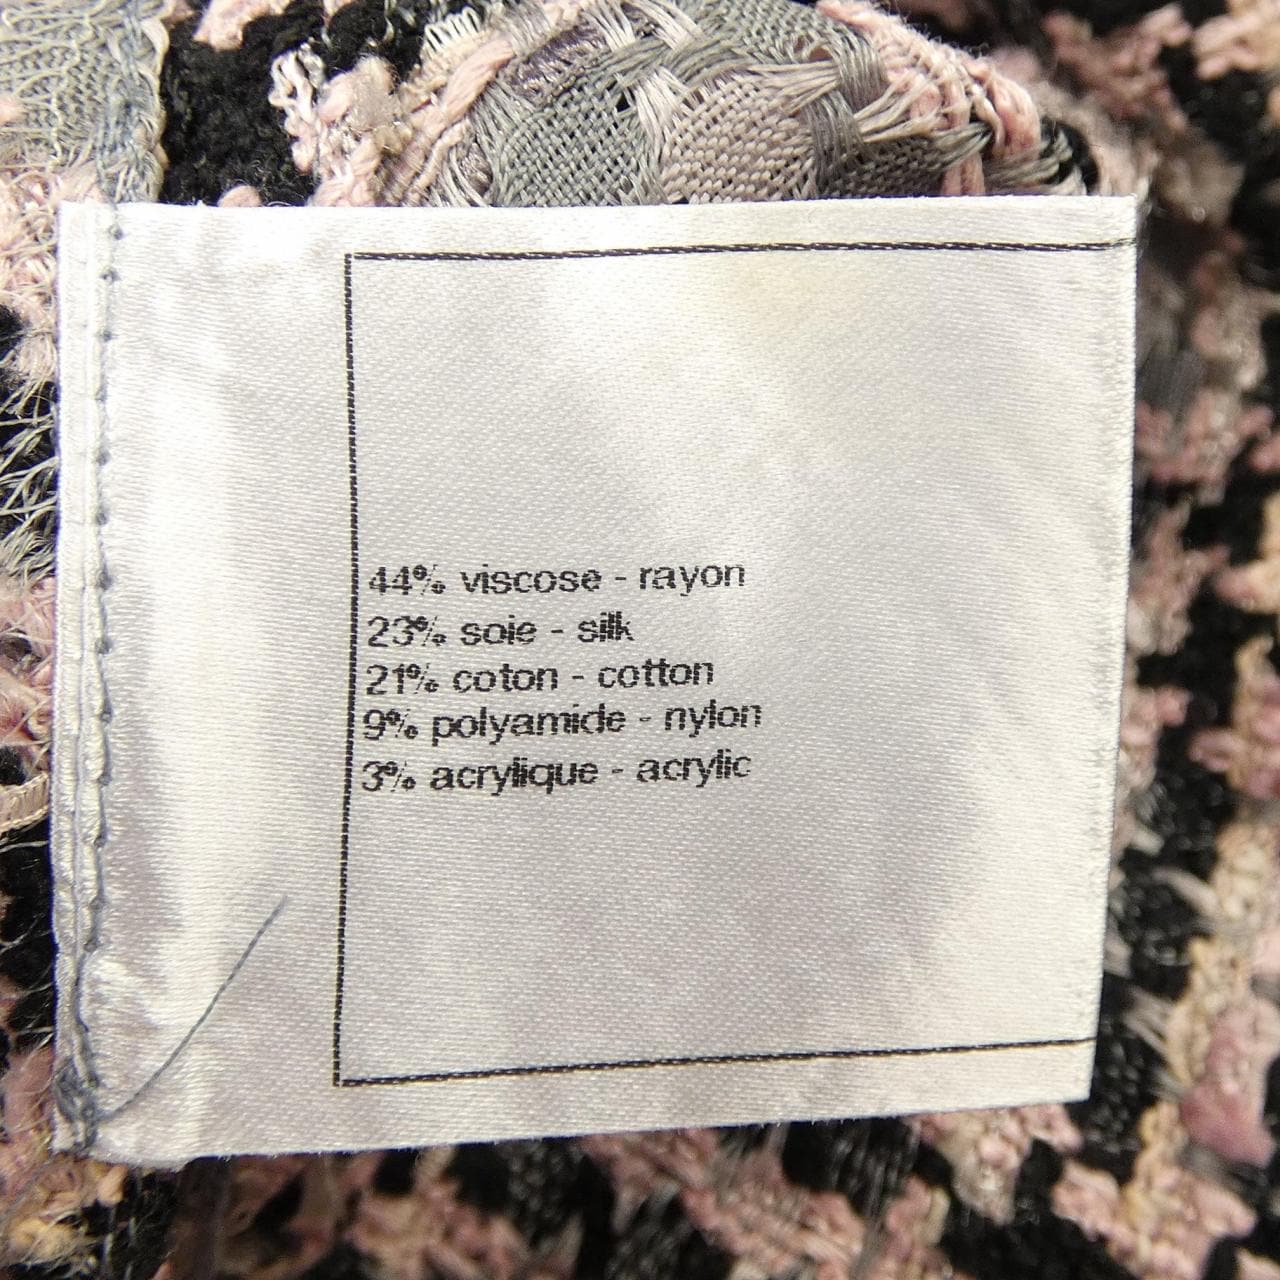 44% viscose - rayon
23% soie - silk
21% coton - cotton
9% polyamide - nylon
3% acrylique - acrylic